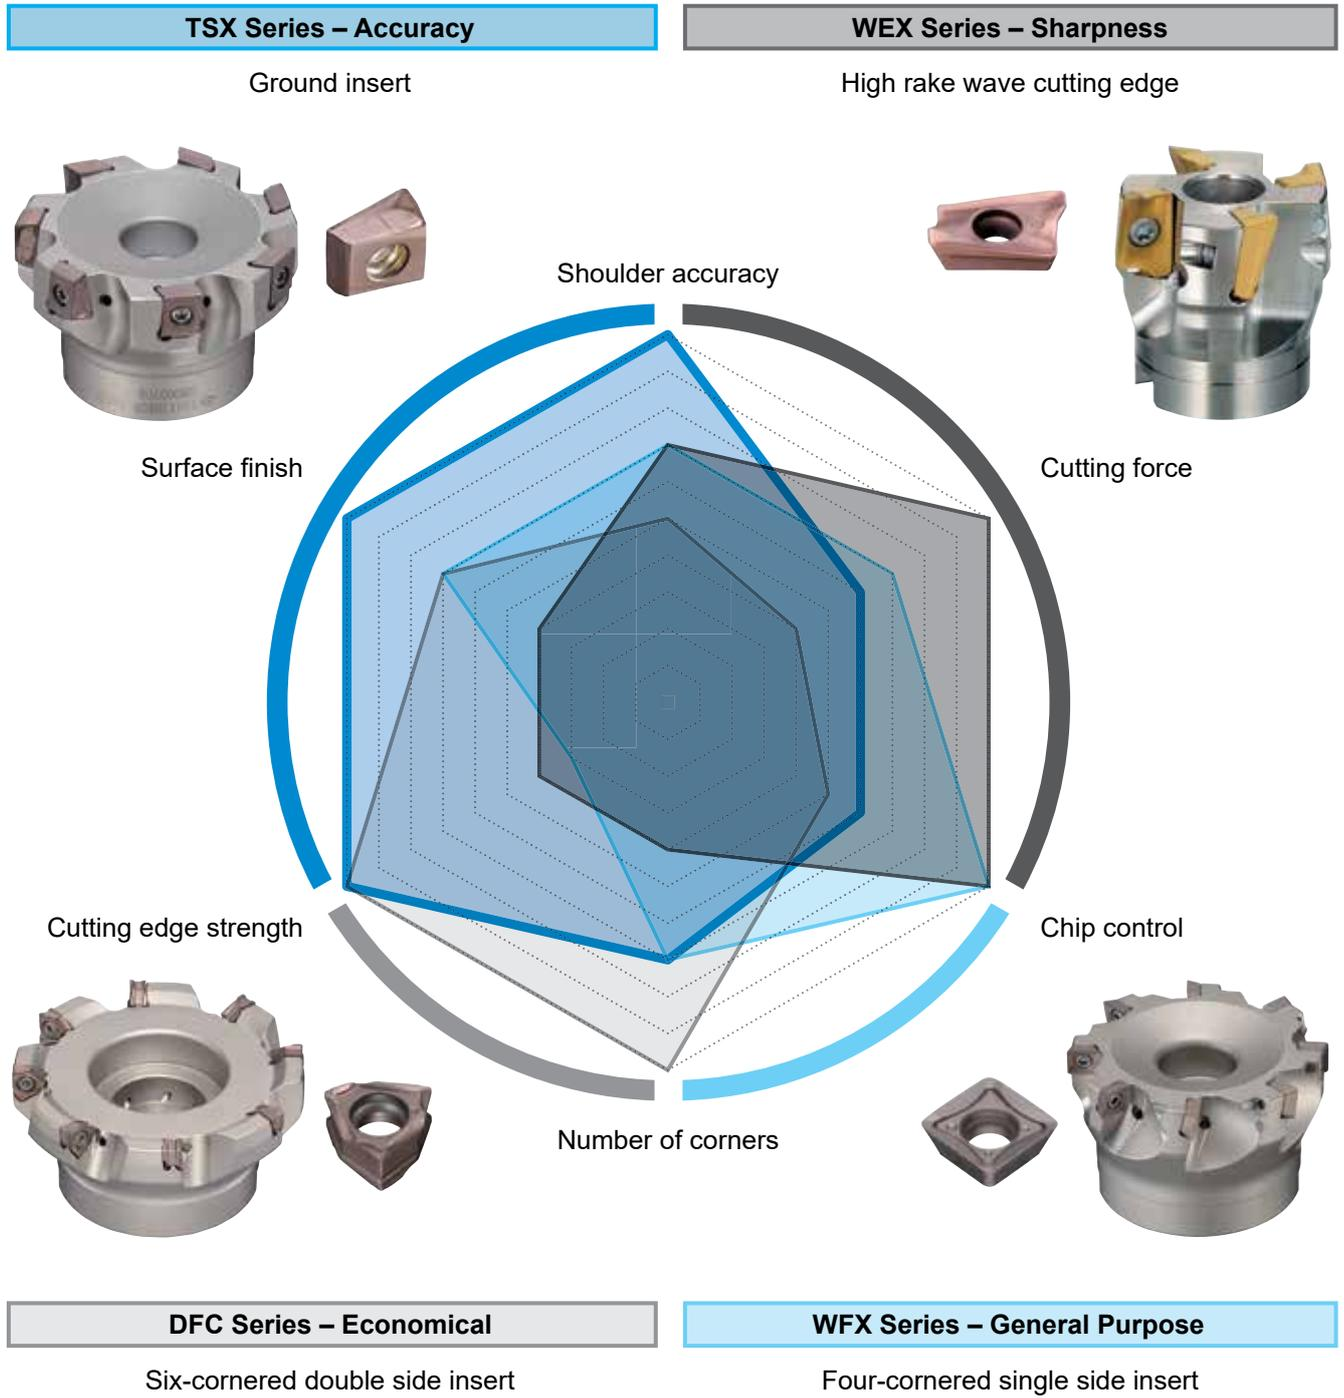 TSX Series – Accuracy
WEX Series – Sharpness
Ground insert
High rake wave cutting edge
Shoulder accuracy
Surface finish
Cutting force
Cutting edge strength
Chip control
Number of corners
DFC Series – Economical
WFX Series – General Purpose
Six-cornered double side insert
Four-cornered single side insert